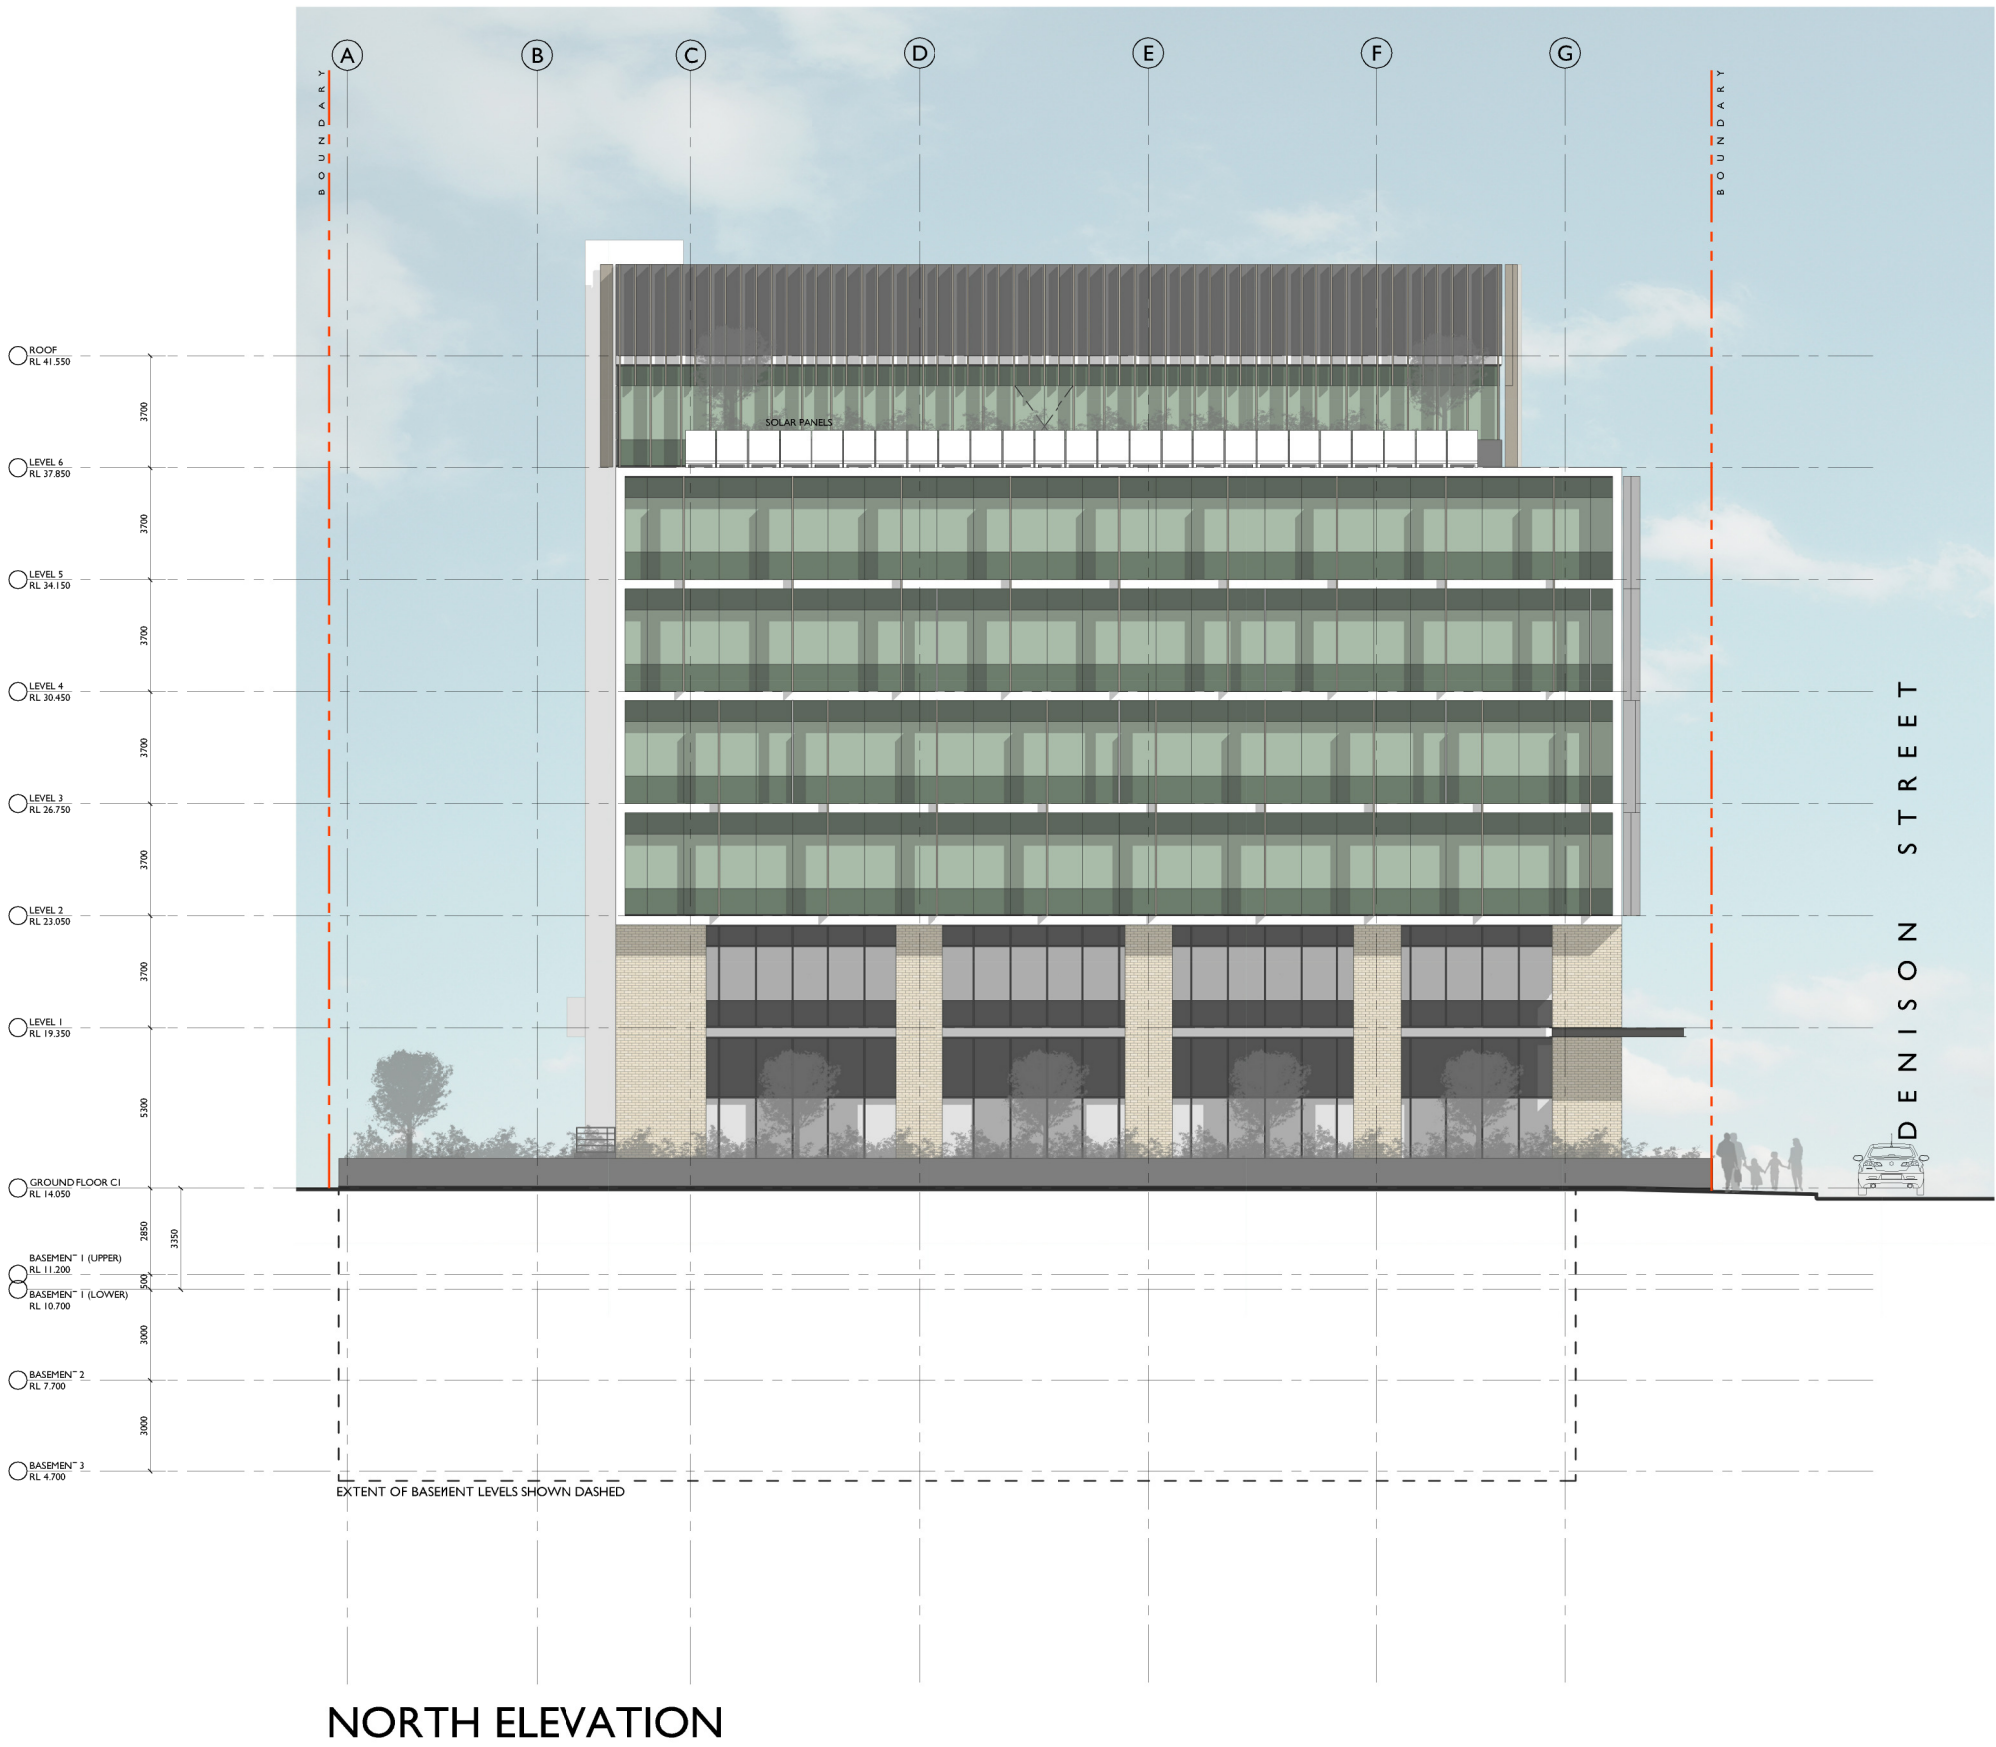 A
B
C
D
E
F
G
BOUNDARY
BOUNDARY
ROOF
RL 41.550
3700
SOLAR PANELS
LEVEL 6
RL 37.850
3700
LEVEL 5
RL 34.150
3700
LEVEL 4
RL 30.450
3700
LEVEL 3
RL 26.750
3700
LEVEL 2
RL 23.050
3700
LEVEL 1
RL 19.350
5300
DENISON STREET
GROUND FLOOR C1
RL 14.050
2850
3350
BASEMENT 1 (UPPER)
RL 11.200
500
BASEMENT 1 (LOWER)
RL 10.700
3000
BASEMENT 2
RL 7.700
3000
BASEMENT 3
RL 4.700
EXTENT OF BASEMENT LEVELS SHOWN DASHED
NORTH ELEVATION